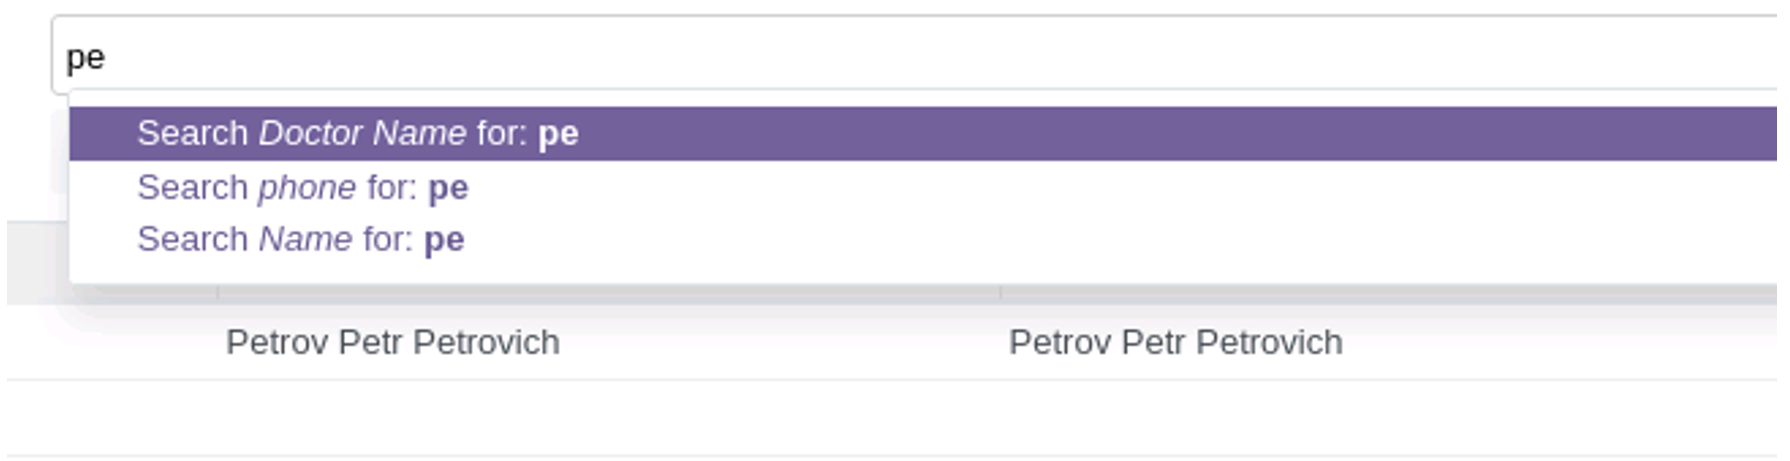 pe
Search Doctor Name for: pe
Search phone for: pe
Search Name for: pe
Petrov Petr Petrovich Petrov Petr Petrovich